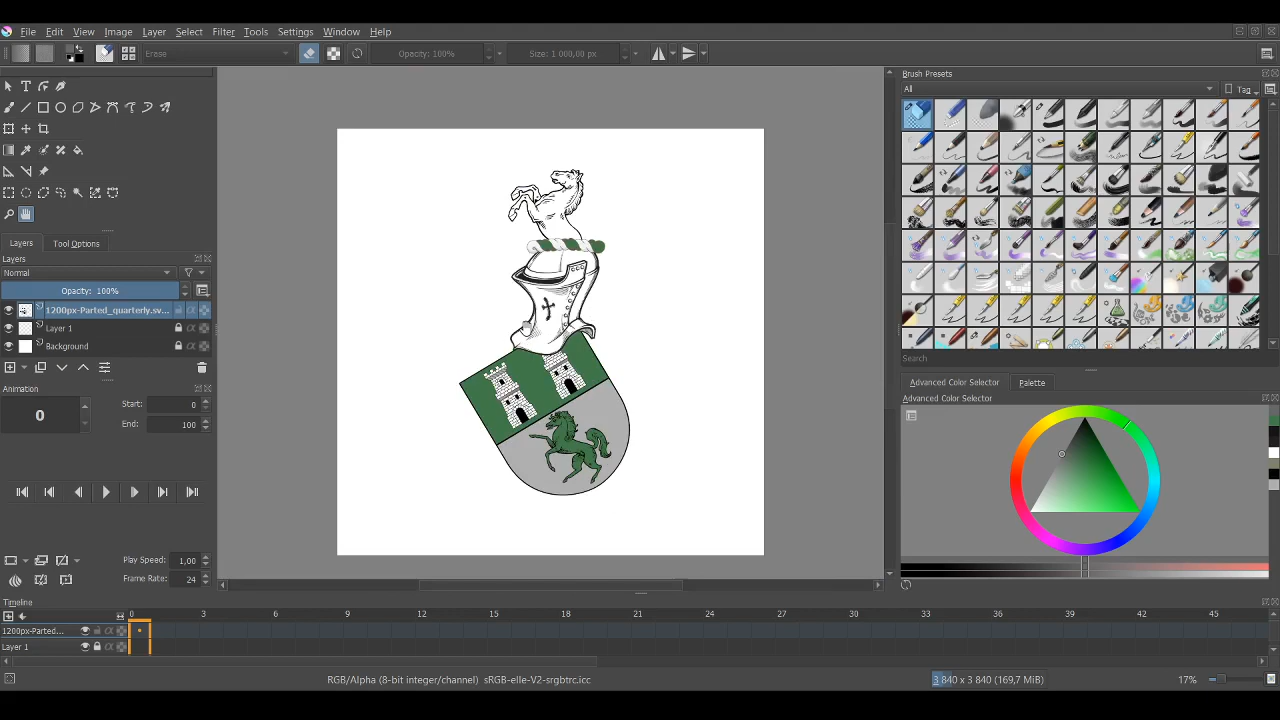 File Edit View Image Layer Select Filter Tools Settings Window Help
Erase Opacity: 100% Size: 1 000,00 px
Brush Presets
All Tag
Layers Tool Options
Layers
Normal
Opacity: 100%
1200px-Parted_quarterly.sv...
Layer 1
Background
Animation
0 Start: 0
End: 100
Play Speed: 1,00
Frame Rate: 24
Search
Advanced Color Selector Palette
Advanced Color Selector
Timeline
0 3 6 9 12 15 18 21 24 27 30 33 36 39 42 45
1200px-Parted...
Layer 1
RGB/Alpha (8-bit integer/channel) sRGB-elle-V2-srgbtrc.icc 3 840 x 3 840 (169,7 MiB) 17%